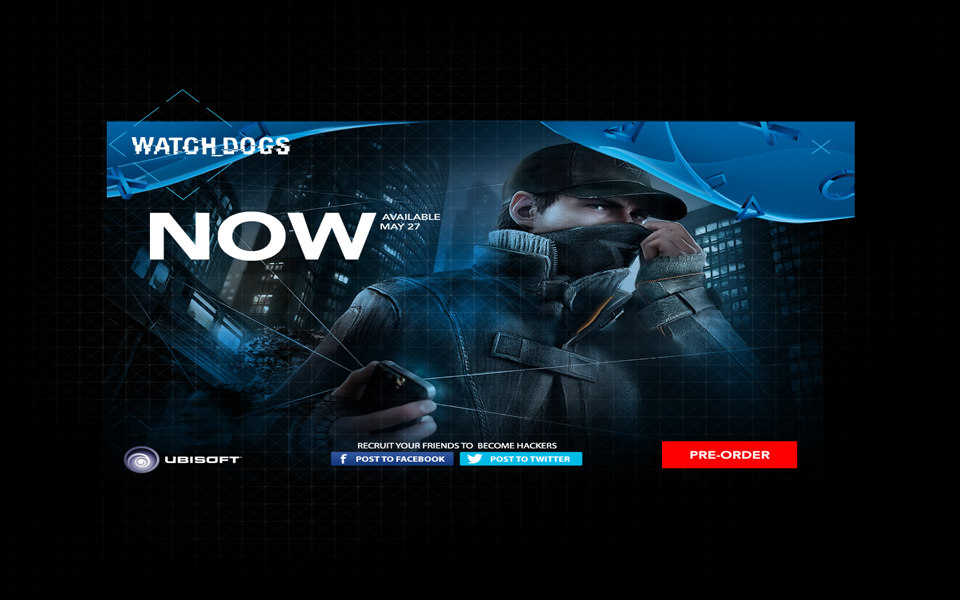 WATCH_DOGS
NOW
AVAILABLE
MAY 27
RECRUIT YOUR FRIENDS TO BECOME HACKERS
f POST TO FACEBOOK
POST TO TWITTER
PRE-ORDER
UBISOFT